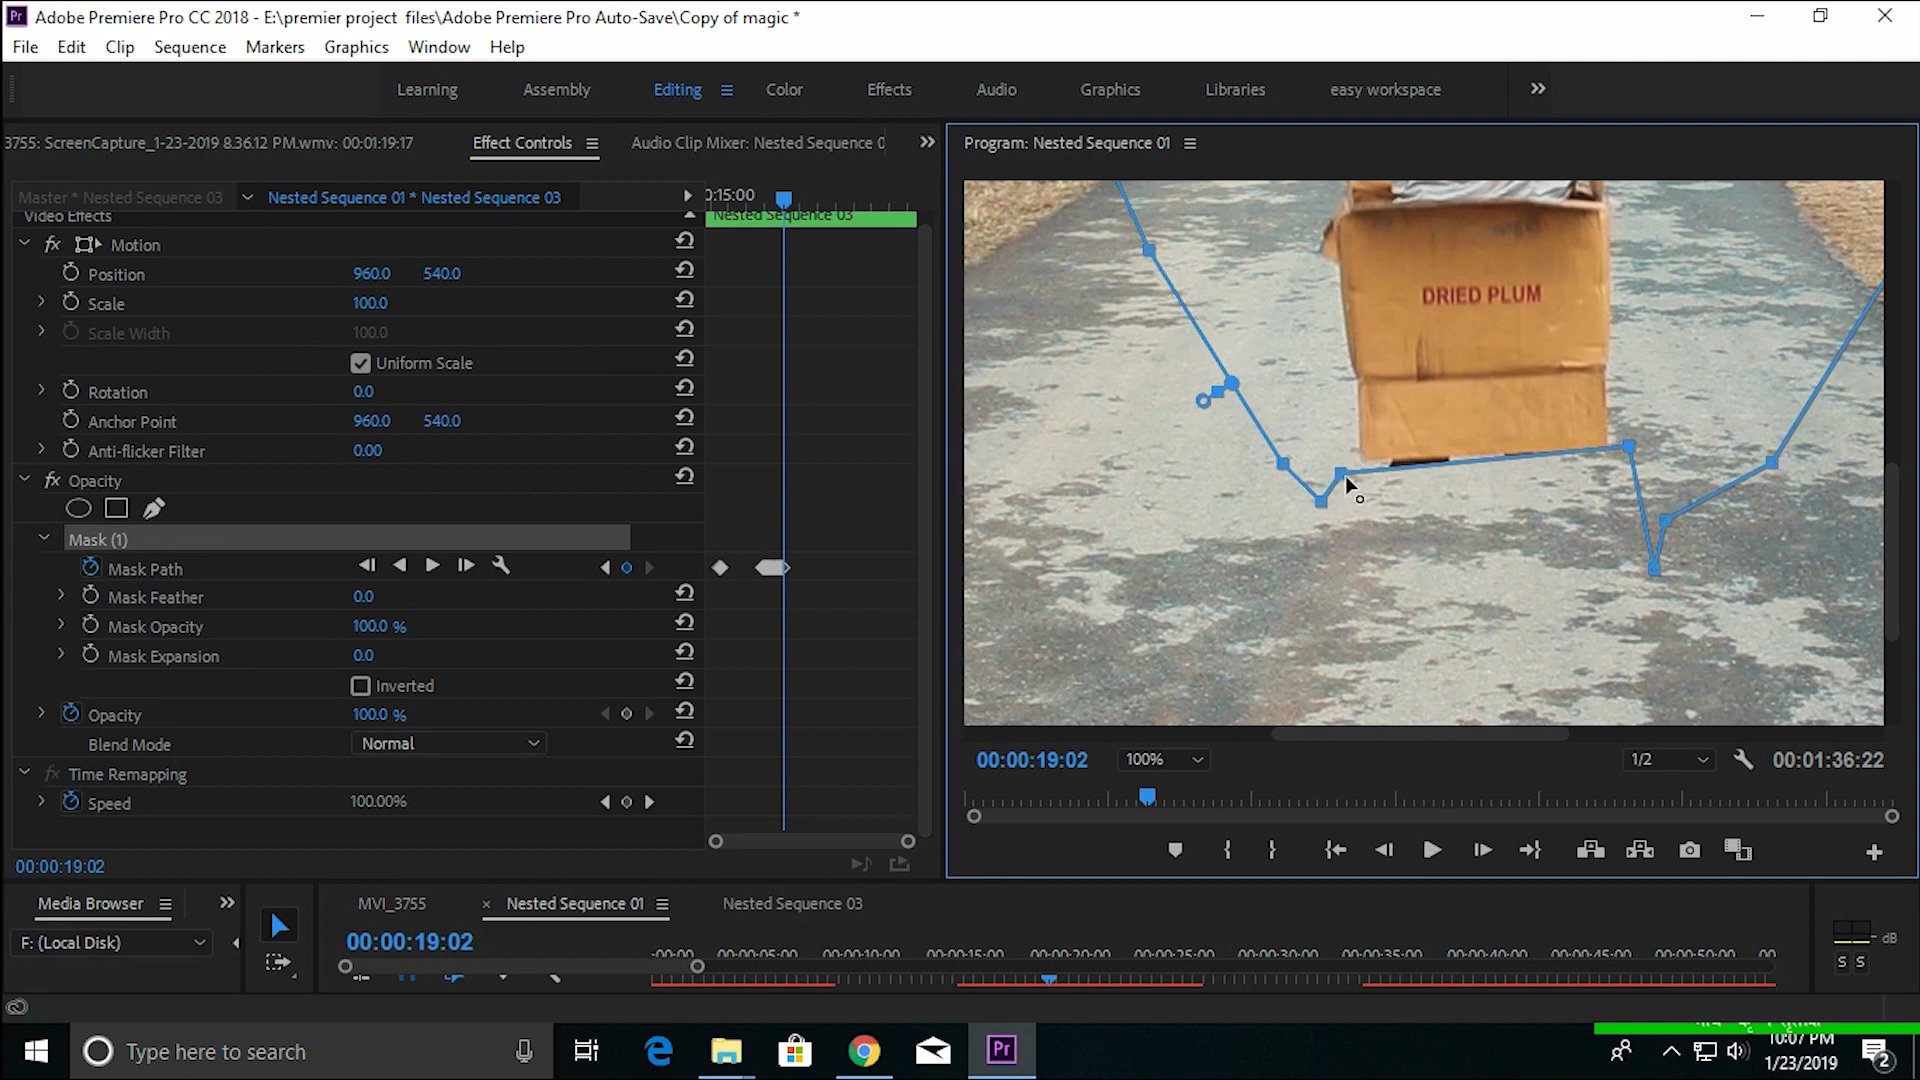 Adobe Premiere Pro CC 2018 - E:\premier project  files\Adobe Premiere Pro Auto-Save\Copy of magic *
File Edit Clip Sequence Markers Graphics Window Help
Learning Assembly Editing Color Effects Audio Graphics Libraries easy workspace
3755: ScreenCapture_1-23-2019 8.36.12 PM.wmv: 00:01:19:17 Effect Controls Audio Clip Mixer: Nested Sequence 0
Program: Nested Sequence 01
Master * Nested Sequence 03 Nested Sequence 01 * Nested Sequence 03
0:15:00
Video Effects
Nested Sequence 03
Motion
Position 960.0 540.0
Scale 100.0
Scale Width 100.0
Uniform Scale
Rotation 0.0
Anchor Point 960.0 540.0
Anti-flicker Filter 0.00
fx Opacity
Mask (1)
Mask Path
Mask Feather 0.0
Mask Opacity 100.0 %
Mask Expansion 0.0
Inverted
Opacity 100.0 %
Blend Mode Normal
fx Time Remapping
Speed 100.00%
00:00:19:02
DRIED PLUM
00:00:19:02 100% 1/2 00:01:36:22
Media Browser
F: (Local Disk)
MVI_3755 × Nested Sequence 01 Nested Sequence 03
00:00:19:02
:00:00 00:00:05:00 00:00:10:00 00:00:15:00 00:00:20:00 00:00:25:00 00:00:30:00 00:00:35:00 00:00:40:00 00:00:45:00 00:00:50:00 00
dB
S S
Type here to search
Pr
10:07 PM
1/23/2019
2